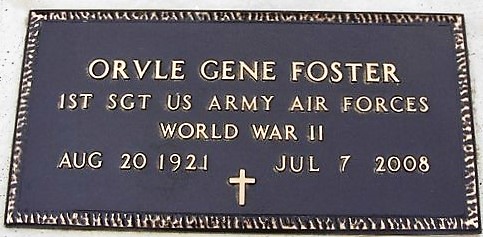 ORVLE GENE FOSTER
1ST SGT US ARMY AIR FORCES
WORLD WAR II
AUG 20 1921 JUL 7 2008